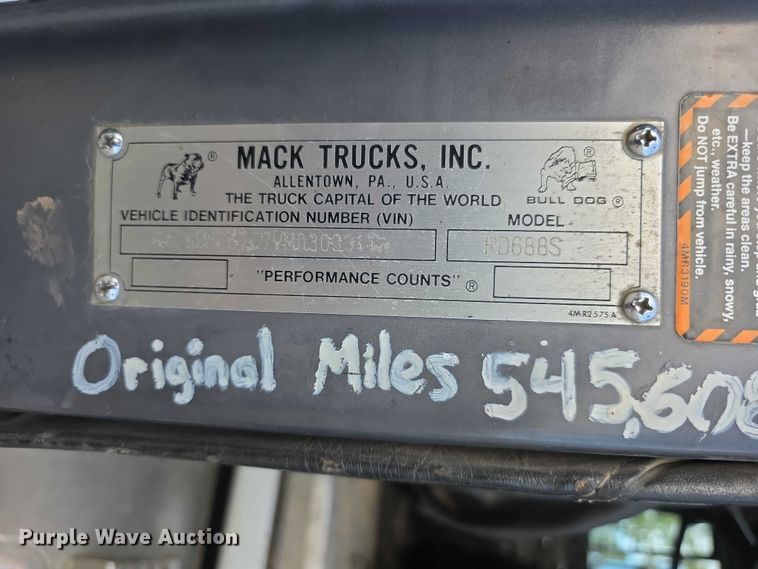 MACK TRUCKS, INC.
ALLENTOWN, PA., U.S.A.
THE TRUCK CAPITAL OF THE WORLD
BULL DOG ®
VEHICLE IDENTIFICATION NUMBER (VIN)
MODEL
RD688S
"PERFORMANCE COUNTS" ®
4MR2575A
Original Miles 545,608
—keep the areas clean.
Be EXTRA careful in rainy, snowy,
etc., weather.
Do NOT jump from vehicle.
4MR3190M
Purple Wave Auction